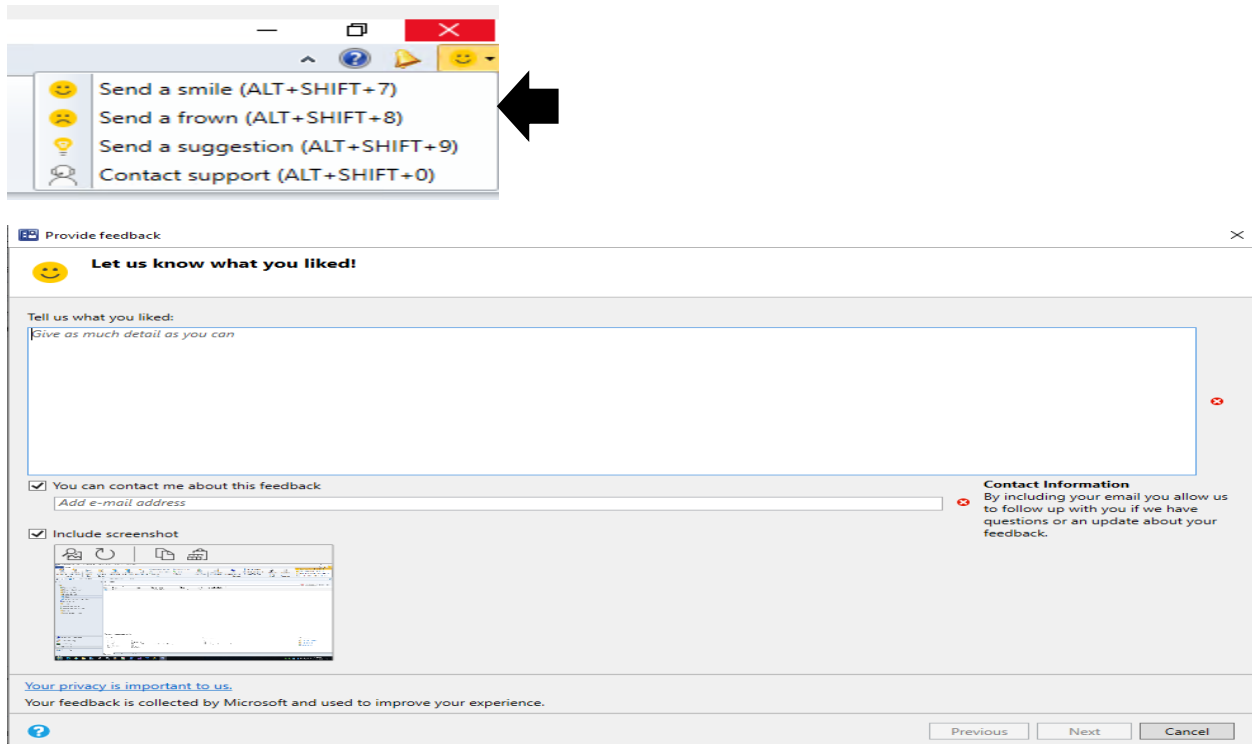 Send a smile (ALT+SHIFT+7)
Send a frown (ALT+SHIFT+8)
Send a suggestion (ALT+SHIFT+9)
Contact support (ALT+SHIFT+0)
Provide feedback
Let us know what you liked!
Tell us what you liked:
Give as much detail as you can
You can contact me about this feedback
Add e-mail address
Contact Information
By including your email you allow us
to follow up with you if we have
questions or an update about your
feedback.
Include screenshot
Your privacy is important to us.
Your feedback is collected by Microsoft and used to improve your experience.
Previous
Next
Cancel